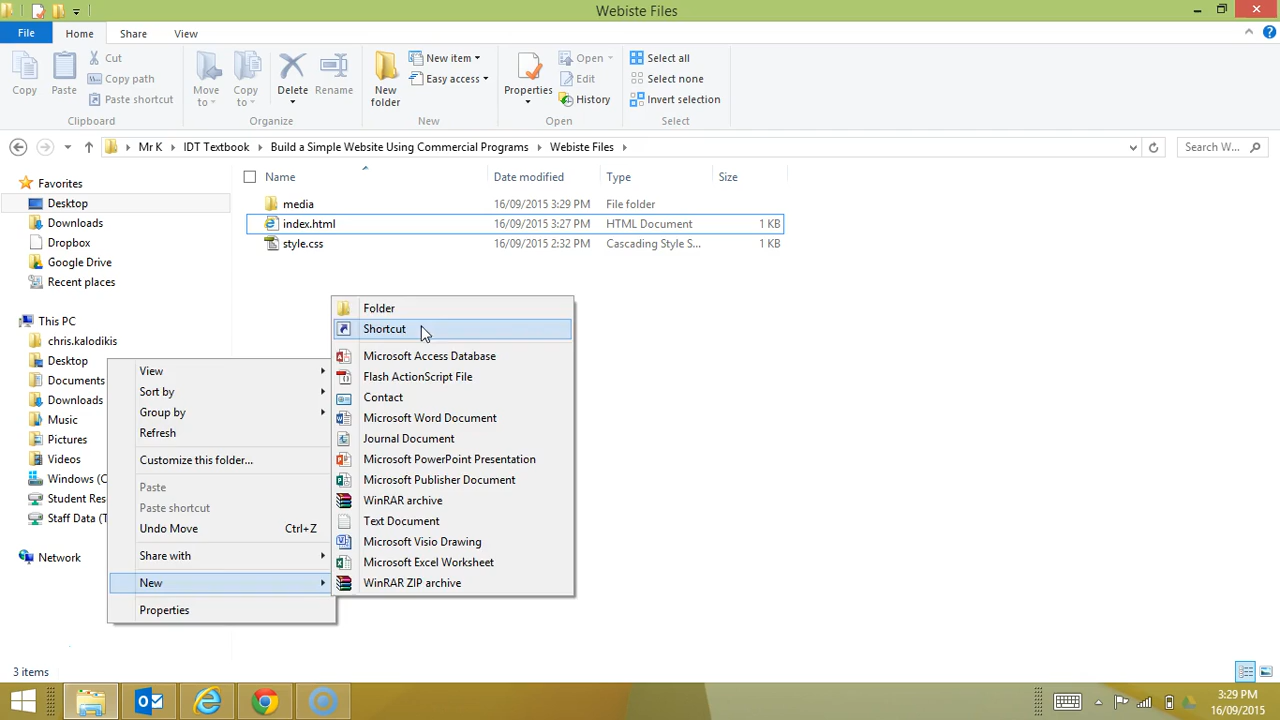 Webiste Files
File Home Share View
Copy
Paste
Cut
Copy path
Paste shortcut
Clipboard
Move to
Copy to
Delete
Rename
Organize
New folder
New item
Easy access
New
Properties
Open
Edit
History
Open
Select all
Select none
Invert selection
Select
Mr K IDT Textbook Build a Simple Website Using Commercial Programs Webiste Files
Search W...
Name Date modified Type Size
media 16/09/2015 3:29 PM File folder
index.html 16/09/2015 3:27 PM HTML Document 1 KB
style.css 16/09/2015 2:32 PM Cascading Style S... 1 KB
Favorites
Desktop
Downloads
Dropbox
Google Drive
Recent places
This PC
chris.kalodikis
Desktop
Documents
Downloads
Music
Pictures
Videos
Windows (C
Student Res
Staff Data (T
Network
View
Sort by
Group by
Refresh
Customize this folder...
Paste
Paste shortcut
Undo Move Ctrl+Z
Share with
New
Properties
Folder
Shortcut
Microsoft Access Database
Flash ActionScript File
Contact
Microsoft Word Document
Journal Document
Microsoft PowerPoint Presentation
Microsoft Publisher Document
WinRAR archive
Text Document
Microsoft Visio Drawing
Microsoft Excel Worksheet
WinRAR ZIP archive
3 items
3:29 PM
16/09/2015